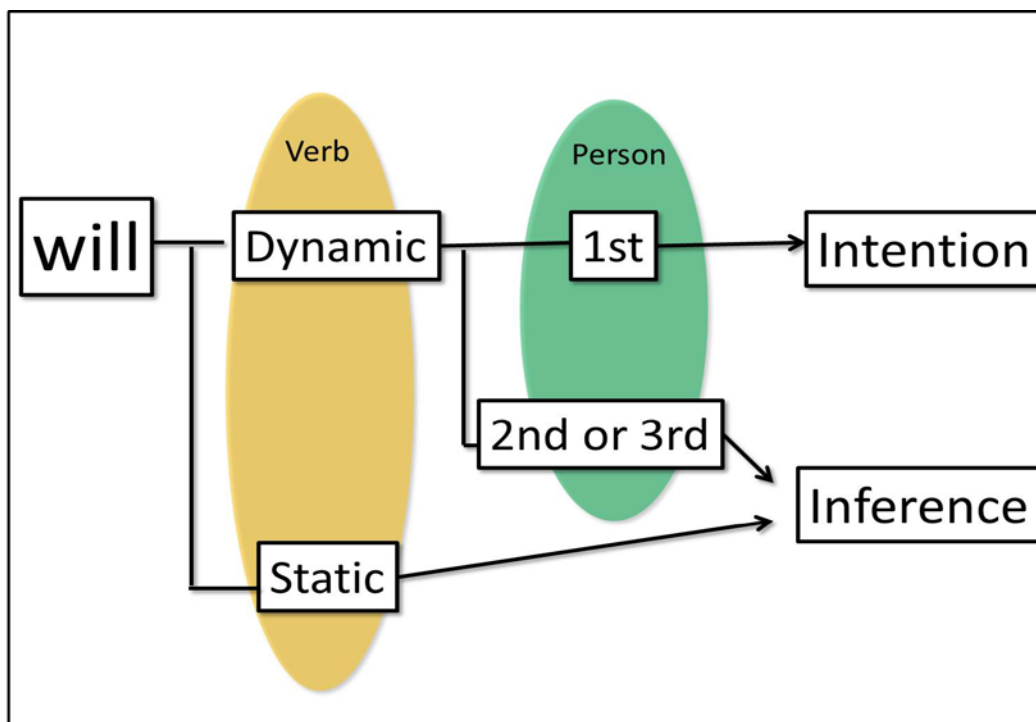 Verb
Person
will
Dynamic
1st
Intention
2nd or 3rd
Inference
Static